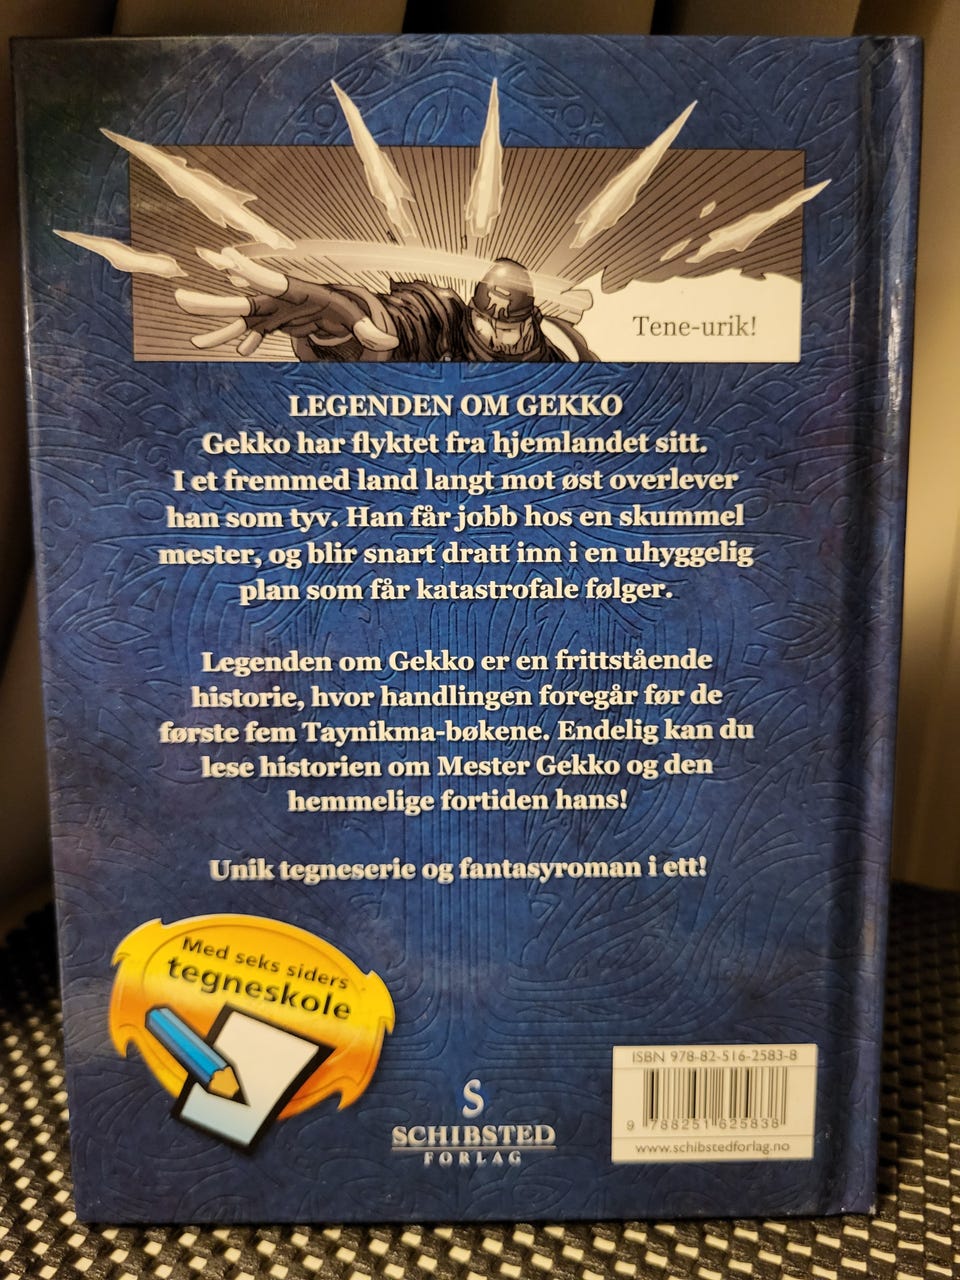 Tene-urik!
LEGENDEN OM GEKKO
Gekko har flyktet fra hjemlandet sitt.
I et fremmed land langt mot øst overlever
han som tyv. Han får jobb hos en skummel
mester, og blir snart dratt inn i en uhyggelig
plan som får katastrofale følger.
Legenden om Gekko er en frittstående
historie, hvor handlingen foregår før de
første fem Taynikma-bøkene. Endelig kan du
lese historien om Mester Gekko og den
hemmelige fortiden hans!
Unik tegneserie og fantasyroman i ett!
Med seks siders
tegneskole
S
SCHIBSTED
FORLAG
ISBN 978-82-516-2583-8
9 788251 625838
www.schibstedforlag.no